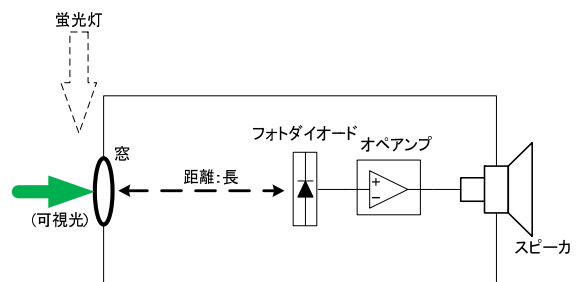 蛍光灯
窓
(可視光)
距離：長
フォトダイオード
オペアンプ
+
−
スピーカ